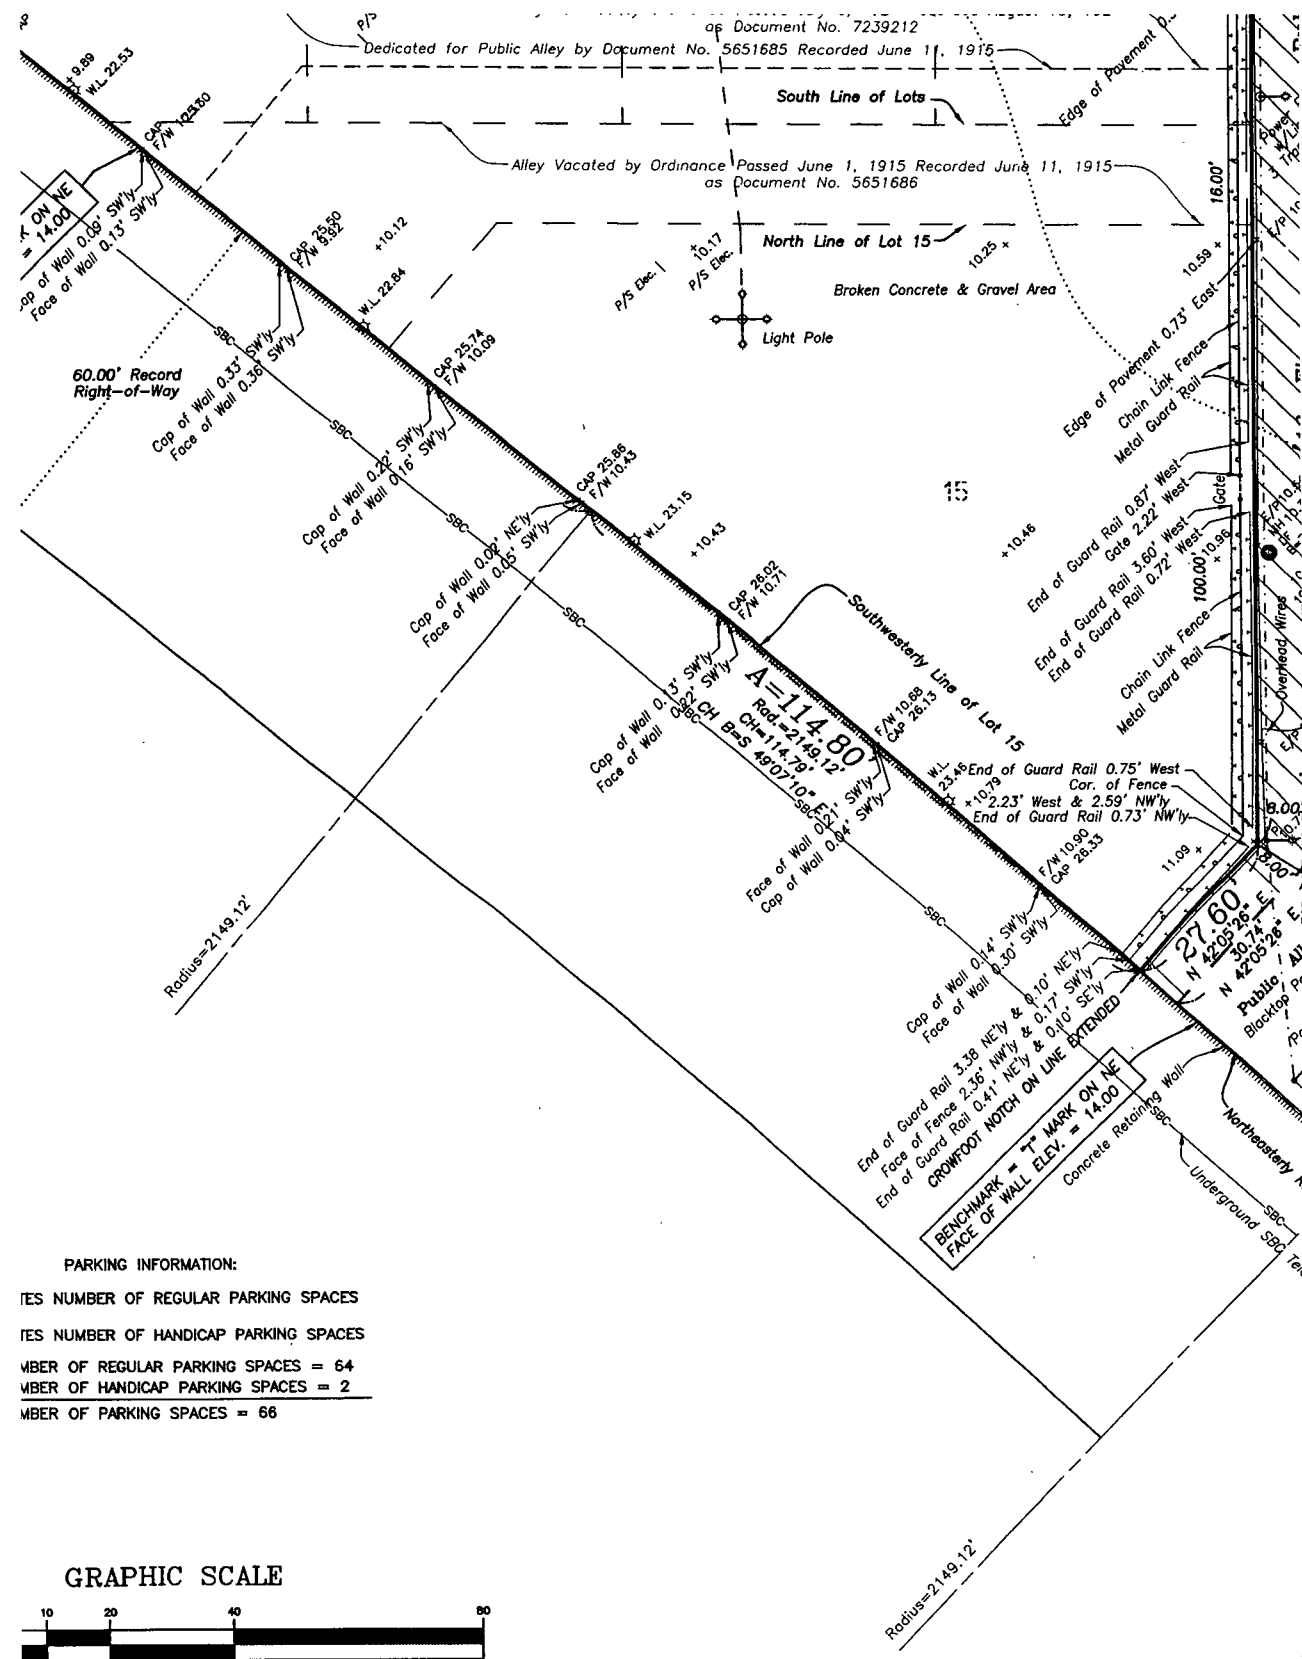 P/S
as Document No. 7239212
Dedicated for Public Alley by Document No. 5651685 Recorded June 11, 1915
Edge of Pavement
South Line of Lots
Alley Vacated by Ordinance Passed June 1, 1915 Recorded June 11, 1915
as Document No. 5651686
16.00'
North Line of Lot 15
+ 9.89
W.L. 22.53
CAP
F/W
K ON NE
= 14.00
Cap of Wall 0.09' SW'ly
Face of Wall 0.13' SW'ly
CAP 25.50
F/W 9.92
+10.12
W.L. 22.84
P/S Elec.
+ 10.17
P/S Elec.
10.25 +
10.59 +
Broken Concrete & Gravel Area
Light Pole
60.00' Record
Right-of-Way
SBC
Cap of Wall 0.33' SW'ly
Face of Wall 0.36' SW'ly
CAP 25.74
F/W 10.09
Edge of Pavement 0.73' East
Chain Link Fence
Metal Guard Rail
SBC
Cap of Wall 0.22' SW'ly
Face of Wall 0.16' SW'ly
CAP 25.86
F/W 10.43
W.L. 23.15
+10.43
15
+10.46
End of Guard Rail 0.87' West
Gate 2.22' West
Gate
End of Guard Rail 3.60' West
End of Guard Rail 0.72' West
+ 10.96
100.00'
SBC
Cap of Wall 0.02' NE'ly
Face of Wall 0.05' SW'ly
CAP 26.02
F/W 10.71
Southwesterly Line of Lot 15
Chain Link Fence
Metal Guard Rail
Overhead Wires
E/P
SBC
Cap of Wall 0.13' SW'ly
Face of Wall 0.22' SW'ly
A=114.80'
Rad.=2149.12'
CH=114.79'
CH B=S 49°07'10" E
SBC
F/W 10.68
CAP 26.13
W.L. 23.46
+10.79
End of Guard Rail 0.75' West
Cor. of Fence
2.23' West & 2.59' NW'ly
End of Guard Rail 0.73' NW'ly
8.00
8.00'
SBC
Face of Wall 0.21' SW'ly
Cap of Wall 0.04' SW'ly
F/W 10.90
CAP 26.33
11.09 +
SBC
Radius=2149.12'
27.60'
N 42°05'26" E
30.74'
N 42°05'26" E
Public
Blacktop
Cap of Wall 0.14' SW'ly
Face of Wall 0.30' SW'ly
SBC
End of Guard Rail 3.38 NE'ly & 0.10' NE'ly
Face of Fence 2.36' NW'ly & 0.17' SW'ly
End of Guard Rail 0.41' NE'ly & 0.10' SE'ly
CROWFOOT NOTCH ON LINE EXTENDED
BENCHMARK = "T" MARK ON NE
FACE OF WALL ELEV. = 14.00
Concrete Retaining Wall
SBC
Northeasterly
Underground SBC
SBC
PARKING INFORMATION:
TES NUMBER OF REGULAR PARKING SPACES
TES NUMBER OF HANDICAP PARKING SPACES
MBER OF REGULAR PARKING SPACES = 64
MBER OF HANDICAP PARKING SPACES = 2
MBER OF PARKING SPACES = 66
Radius=2149.12'
GRAPHIC SCALE
10 20 40 80